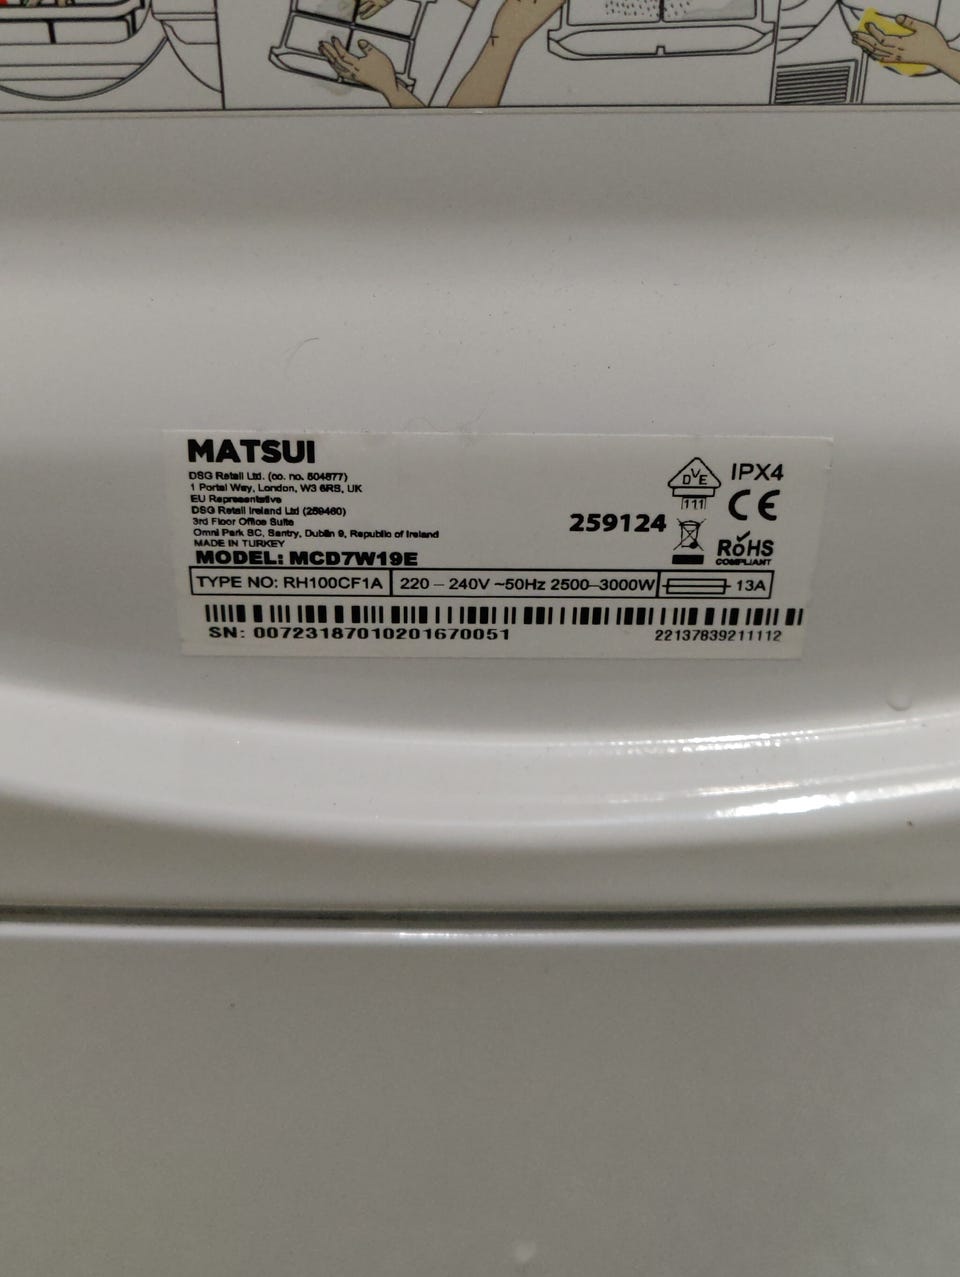 MATSUI
DSG Retail Ltd. (co. no. 504877)
1 Portal Way, London, W3 6RS, UK
EU Representative
DSG Retail Ireland Ltd (259460)
3rd Floor Office Suite
Omni Park SC, Santry, Dublin 9, Republic of Ireland
MADE IN TURKEY
MODEL: MCD7W19E
259124
DVE
111
IPX4
CE
RoHS
COMPLIANT
TYPE NO: RH100CF1A 220 – 240V ~50Hz 2500–3000W 13A
SN: 00723187010201670051 22137839211112